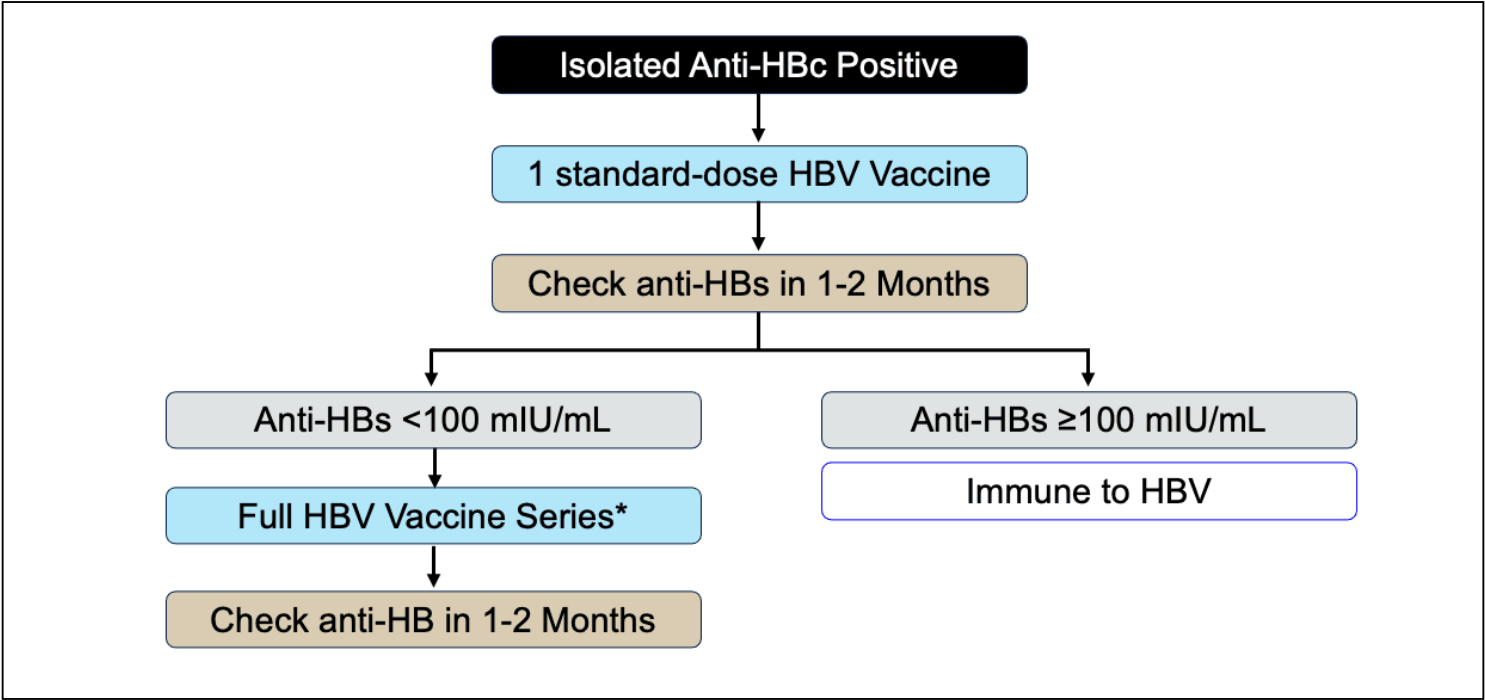 Isolated Anti-HBc Positive
1 standard-dose HBV Vaccine
Check anti-HBs in 1-2 Months
Anti-HBs <100 mIU/mL
Anti-HBs ≥100 mIU/mL
Full HBV Vaccine Series*
Immune to HBV
Check anti-HB in 1-2 Months